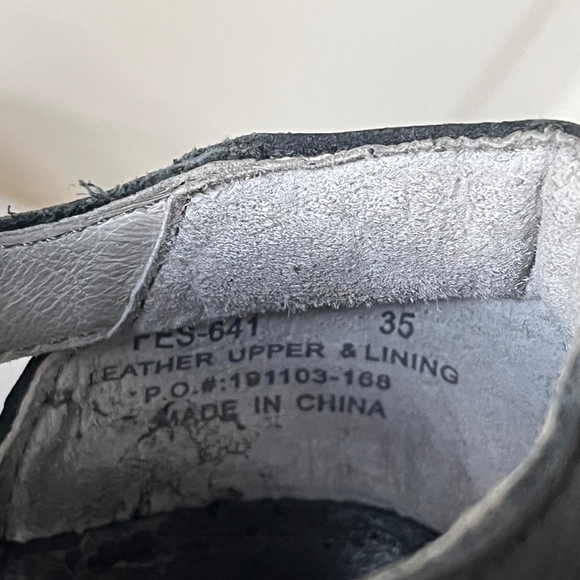 FES-641 35
LEATHER UPPER & LINING
P.O.#:191103-168
MADE IN CHINA